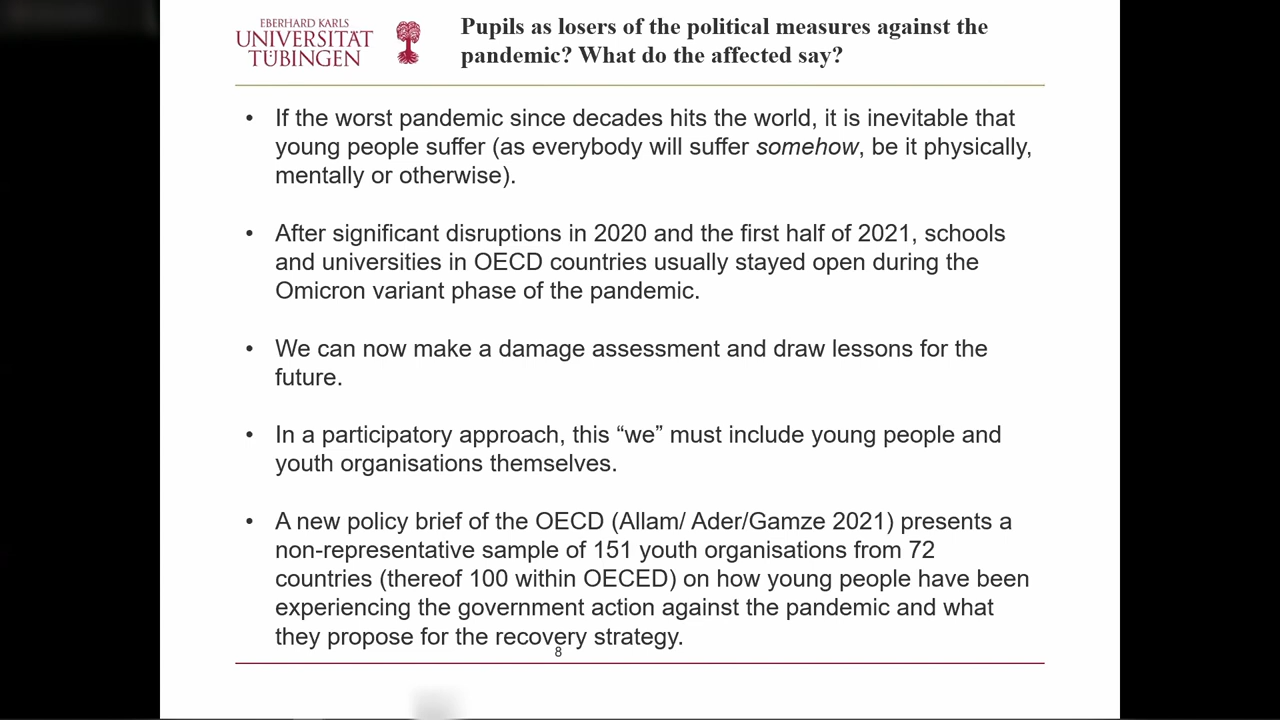 EBERHARD KARLS
UNIVERSITÄT
TÜBINGEN
Pupils as losers of the political measures against the
pandemic? What do the affected say?
• If the worst pandemic since decades hits the world, it is inevitable that
young people suffer (as everybody will suffer somehow, be it physically,
mentally or otherwise).
• After significant disruptions in 2020 and the first half of 2021, schools
and universities in OECD countries usually stayed open during the
Omicron variant phase of the pandemic.
• We can now make a damage assessment and draw lessons for the
future.
• In a participatory approach, this “we” must include young people and
youth organisations themselves.
• A new policy brief of the OECD (Allam/ Ader/Gamze 2021) presents a
non-representative sample of 151 youth organisations from 72
countries (thereof 100 within OECED) on how young people have been
experiencing the government action against the pandemic and what
they propose for the recovery strategy.
8